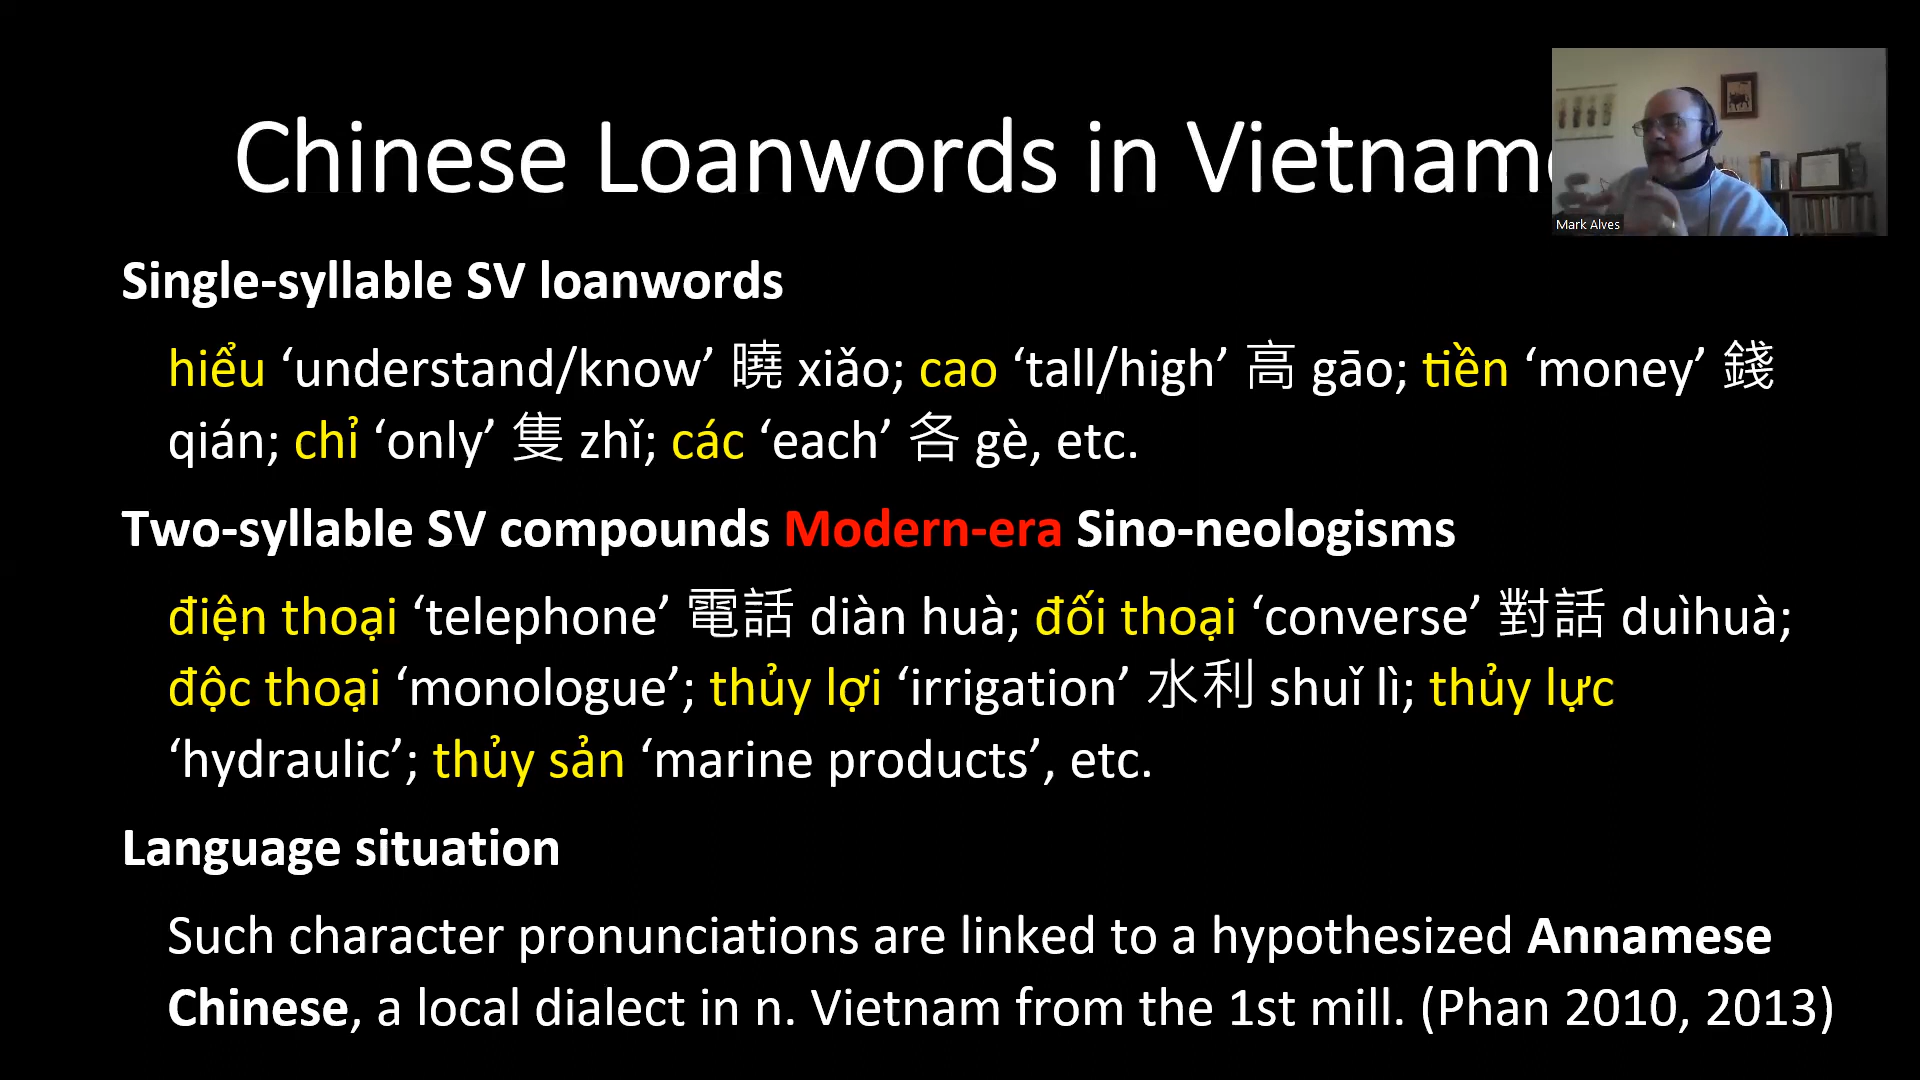 Chinese Loanwords in Vietnam
Mark Alves
Single-syllable SV loanwords
hiểu ‘understand/know’ 曉 xiǎo; cao ‘tall/high’ 高 gāo; tiền ‘money’ 錢
qián; chỉ ‘only’ 隻 zhǐ; các ‘each’ 各 gè, etc.
Two-syllable SV compounds Modern-era Sino-neologisms
điện thoại ‘telephone’ 電話 diàn huà; đối thoại ‘converse’ 對話 duìhuà;
độc thoại ‘monologue’; thủy lợi ‘irrigation’ 水利 shuǐ lì; thủy lực
‘hydraulic’; thủy sản ‘marine products’, etc.
Language situation
Such character pronunciations are linked to a hypothesized Annamese
Chinese, a local dialect in n. Vietnam from the 1st mill. (Phan 2010, 2013)